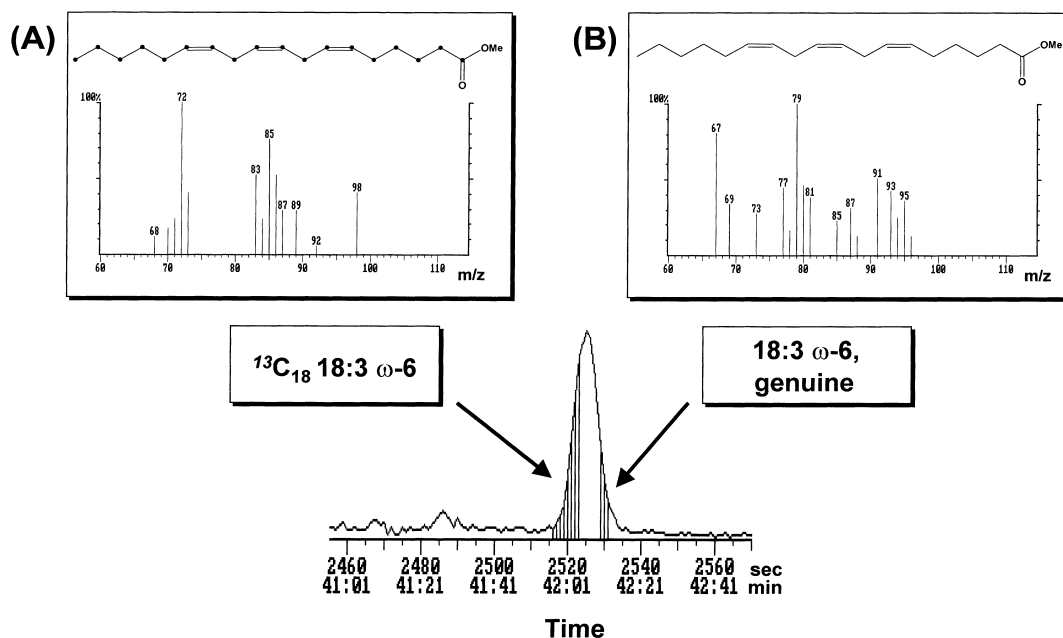 (A)
OMe
O
100%
72
85
83
98
87
89
68
92
60
70
80
90
100
110
m/z
(B)
OMe
O
100%
79
67
91
77
93
81
95
69
87
73
85
60
70
80
90
100
110
m/z
¹³C₁₈ 18:3 ω-6
18:3 ω-6,
genuine
2460 2480 2500 2520 2540 2560 sec
41:01 41:21 41:41 42:01 42:21 42:41 min
Time